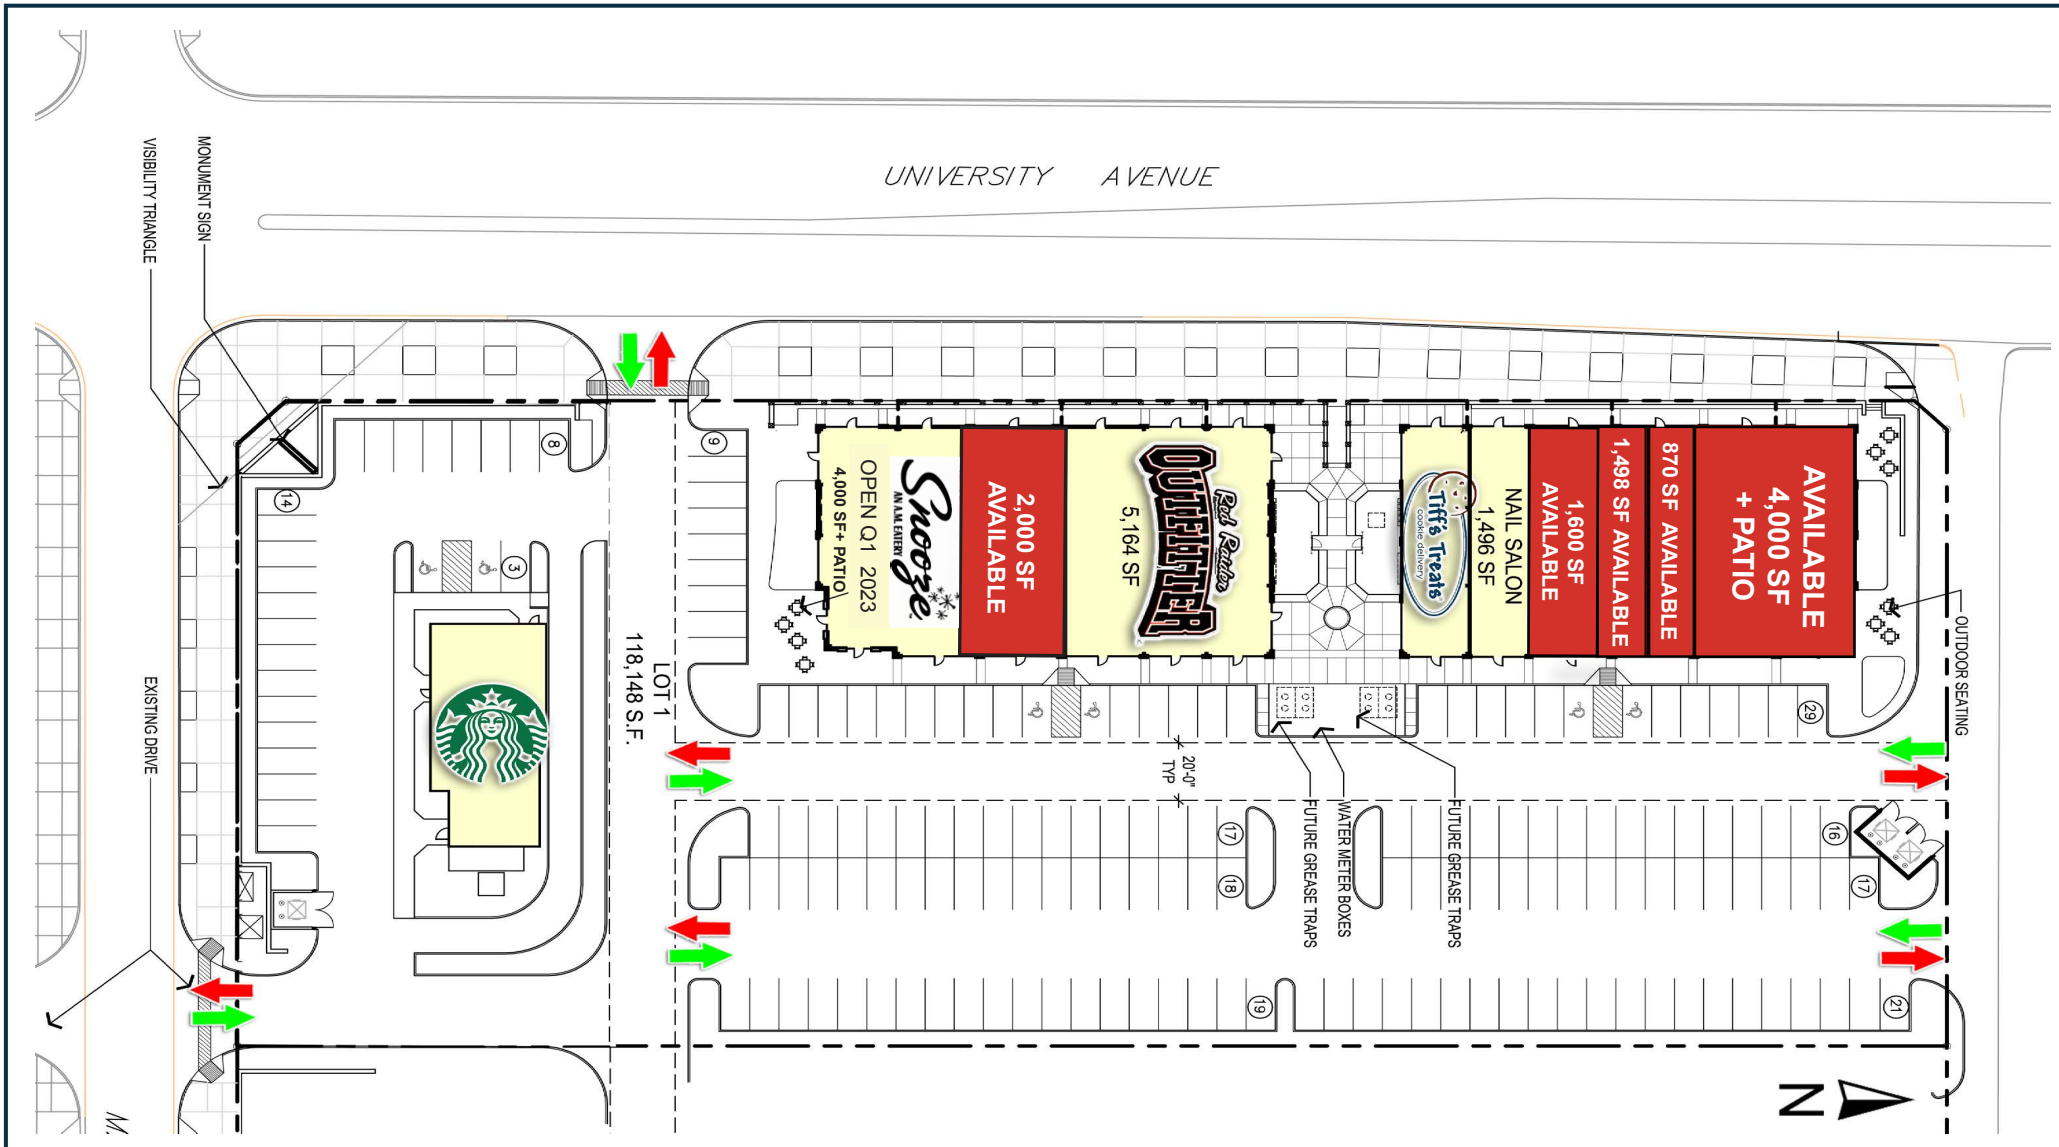 UNIVERSITY AVENUE
MONUMENT SIGN
VISIBILITY TRIANGLE
EXISTING DRIVE
8
14
3
9
LOT 1
118,148 S.F.
Snooze
AN A.M. EATERY
OPEN Q1 2023
4,000 SF+ PATIO
2,000 SF
AVAILABLE
Red Raider
OUTFITTER
5,164 SF
Tiff's Treats
cookie delivery
NAIL SALON
1,496 SF
1,600 SF
AVAILABLE
1,498 SF AVAILABLE
870 SF AVAILABLE
AVAILABLE
4,000 SF
+ PATIO
OUTDOOR SEATING
29
20'-0"
TYP
FUTURE GREASE TRAPS
WATER METER BOXES
FUTURE GREASE TRAPS
17
18
16
17
19
21
N